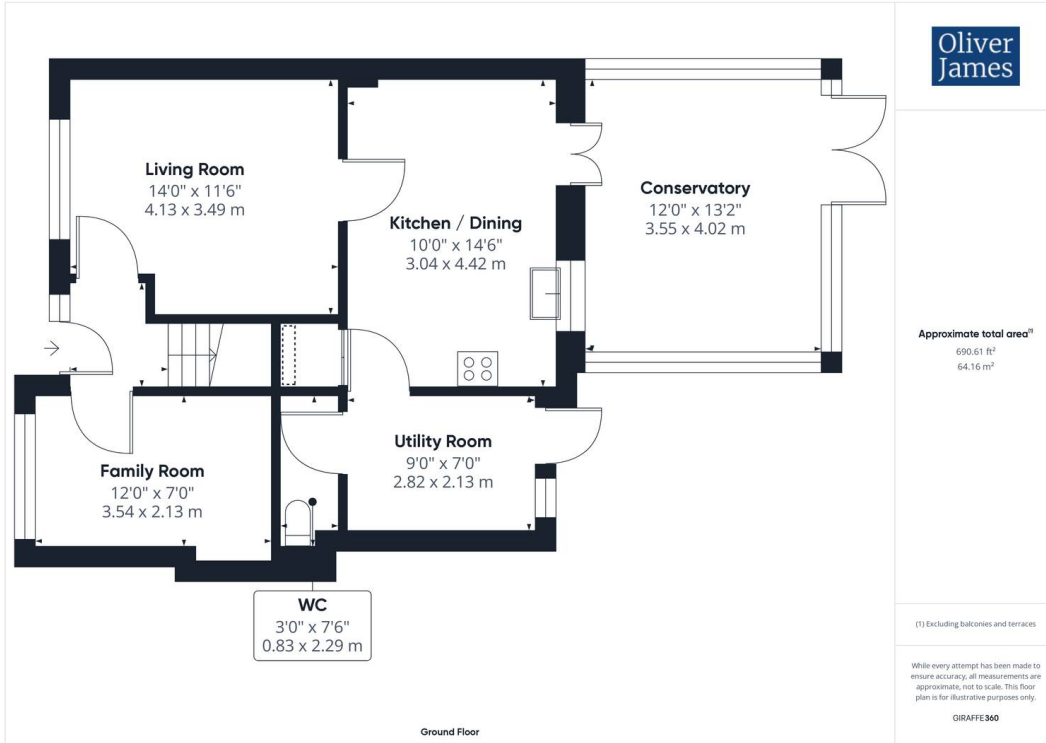 Oliver
James
Living Room
14'0" x 11'6"
4.13 x 3.49 m
Kitchen / Dining
10'0" x 14'6"
3.04 x 4.42 m
Conservatory
12'0" x 13'2"
3.55 x 4.02 m
Approximate total area⁽¹⁾
690.61 ft²
64.16 m²
Family Room
12'0" x 7'0"
3.54 x 2.13 m
Utility Room
9'0" x 7'0"
2.82 x 2.13 m
WC
3'0" x 7'6"
0.83 x 2.29 m
(1) Excluding balconies and terraces
While every attempt has been made to
ensure accuracy, all measurements are
approximate, not to scale. This floor
plan is for illustrative purposes only.
GIRAFFE360
Ground Floor